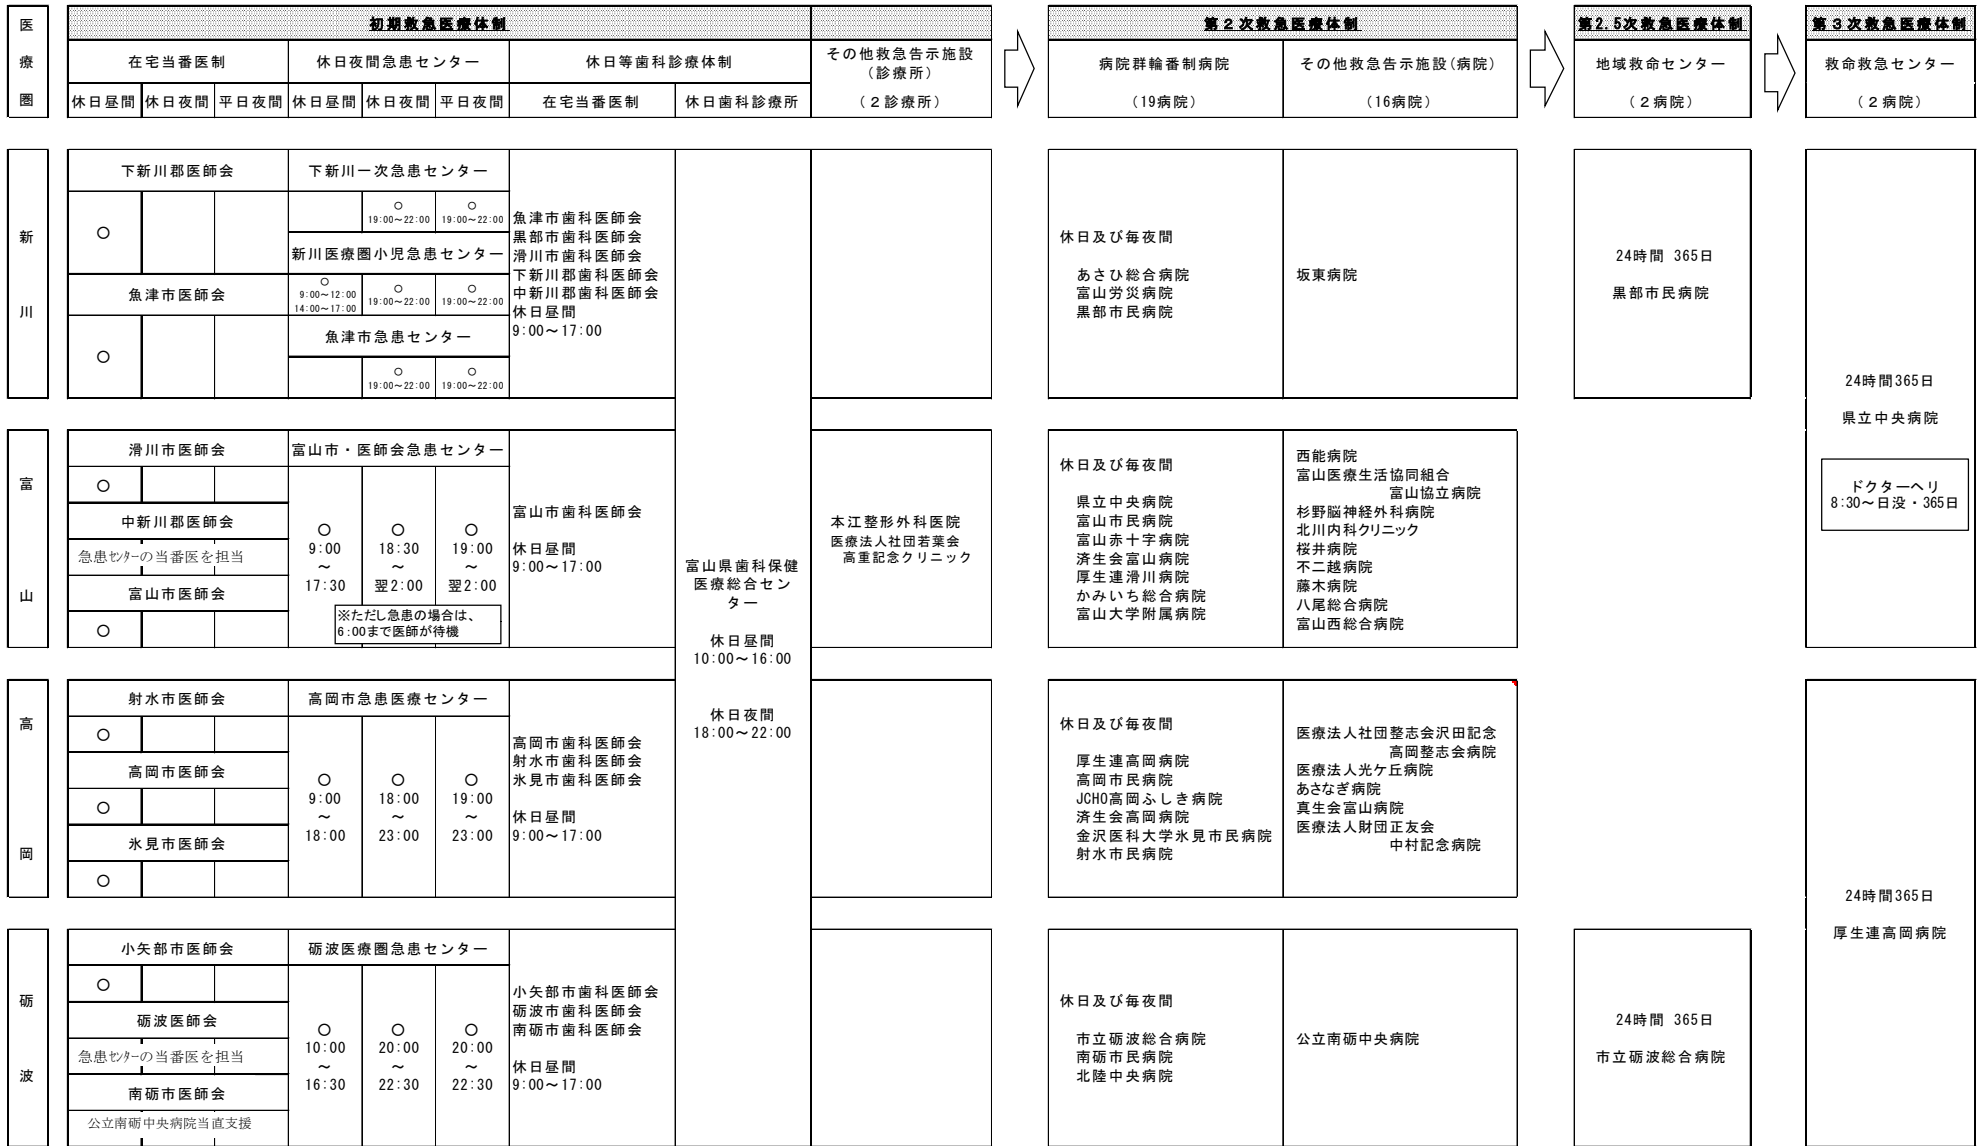 医
療
圏
初期救急医療体制
在宅当番医制
休日夜間急患センター
休日等歯科診療体制
その他救急告示施設
（診療所）
（２診療所）
休日昼間
休日夜間
平日夜間
休日昼間
休日夜間
平日夜間
在宅当番医制
休日歯科診療所
第２次救急医療体制
病院群輪番制病院
（19病院）
その他救急告示施設(病院)
（16病院）
第2.5次救急医療体制
地域救命センター
（２病院）
第３次救急医療体制
救命救急センター
（２病院）
新
川
下新川郡医師会
○
魚津市医師会
○
下新川一次急患センター
○
19:00～22:00
○
19:00～22:00
新川医療圏小児急患センター
○
9:00～12:00
14:00～17:00
○
19:00～22:00
○
19:00～22:00
魚津市急患センター
○
19:00～22:00
○
19:00～22:00
魚津市歯科医師会
黒部市歯科医師会
滑川市歯科医師会
下新川郡歯科医師会
中新川郡歯科医師会
休日昼間
9:00～17:00
休日及び毎夜間
あさひ総合病院
富山労災病院
黒部市民病院
坂東病院
24時間 365日
黒部市民病院
富
山
滑川市医師会
○
中新川郡医師会
急患ｾﾝﾀｰの当番医を担当
富山市医師会
○
富山市・医師会急患センター
○
9:00
～
17:30
○
18:30
～
翌2:00
○
19:00
～
翌2:00
※ただし急患の場合は、
6:00まで医師が待機
富山市歯科医師会
休日昼間
9:00～17:00
富山県歯科保健
医療総合セン
ター
休日昼間
10:00～16:00
休日夜間
18:00～22:00
本江整形外科医院
医療法人社団若葉会
高重記念クリニック
休日及び毎夜間
県立中央病院
富山市民病院
富山赤十字病院
済生会富山病院
厚生連滑川病院
かみいち総合病院
富山大学附属病院
西能病院
富山医療生活協同組合
富山協立病院
杉野脳神経外科病院
北川内科クリニック
桜井病院
不二越病院
藤木病院
八尾総合病院
富山西総合病院
24時間365日
県立中央病院
ドクターヘリ
8:30～日没・365日
高
岡
射水市医師会
○
高岡市医師会
○
氷見市医師会
○
高岡市急患医療センター
○
9:00
～
18:00
○
18:00
～
23:00
○
19:00
～
23:00
高岡市歯科医師会
射水市歯科医師会
氷見市歯科医師会
休日昼間
9:00～17:00
休日及び毎夜間
厚生連高岡病院
高岡市民病院
JCHO高岡ふしき病院
済生会高岡病院
金沢医科大学氷見市民病院
射水市民病院
医療法人社団整志会沢田記念
高岡整志会病院
医療法人光ケ丘病院
あさなぎ病院
真生会富山病院
医療法人財団正友会
中村記念病院
24時間365日
厚生連高岡病院
砺
波
小矢部市医師会
○
砺波医師会
急患ｾﾝﾀｰの当番医を担当
南砺市医師会
公立南砺中央病院当直支援
砺波医療圏急患センター
○
10:00
～
16:30
○
20:00
～
22:30
○
20:00
～
22:30
小矢部市歯科医師会
砺波市歯科医師会
南砺市歯科医師会
休日昼間
9:00～17:00
休日及び毎夜間
市立砺波総合病院
南砺市民病院
北陸中央病院
公立南砺中央病院
24時間 365日
市立砺波総合病院